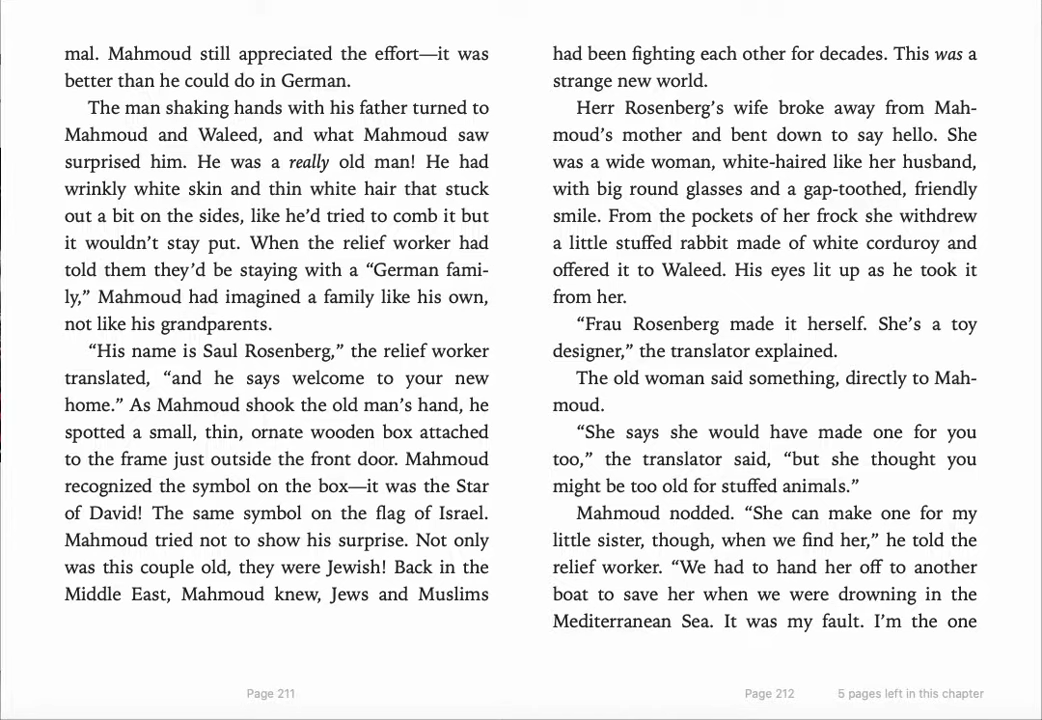 mal. Mahmoud still appreciated the effort—it was
better than he could do in German.
The man shaking hands with his father turned to
Mahmoud and Waleed, and what Mahmoud saw
surprised him. He was a really old man! He had
wrinkly white skin and thin white hair that stuck
out a bit on the sides, like he’d tried to comb it but
it wouldn’t stay put. When the relief worker had
told them they’d be staying with a “German fami-
ly,” Mahmoud had imagined a family like his own,
not like his grandparents.
“His name is Saul Rosenberg,” the relief worker
translated, “and he says welcome to your new
home.” As Mahmoud shook the old man’s hand, he
spotted a small, thin, ornate wooden box attached
to the frame just outside the front door. Mahmoud
recognized the symbol on the box—it was the Star
of David! The same symbol on the flag of Israel.
Mahmoud tried not to show his surprise. Not only
was this couple old, they were Jewish! Back in the
Middle East, Mahmoud knew, Jews and Muslims
Page 211
had been fighting each other for decades. This was a
strange new world.
Herr Rosenberg’s wife broke away from Mah-
moud’s mother and bent down to say hello. She
was a wide woman, white-haired like her husband,
with big round glasses and a gap-toothed, friendly
smile. From the pockets of her frock she withdrew
a little stuffed rabbit made of white corduroy and
offered it to Waleed. His eyes lit up as he took it
from her.
“Frau Rosenberg made it herself. She’s a toy
designer,” the translator explained.
The old woman said something, directly to Mah-
moud.
“She says she would have made one for you
too,” the translator said, “but she thought you
might be too old for stuffed animals.”
Mahmoud nodded. “She can make one for my
little sister, though, when we find her,” he told the
relief worker. “We had to hand her off to another
boat to save her when we were drowning in the
Mediterranean Sea. It was my fault. I’m the one
Page 212
5 pages left in this chapter